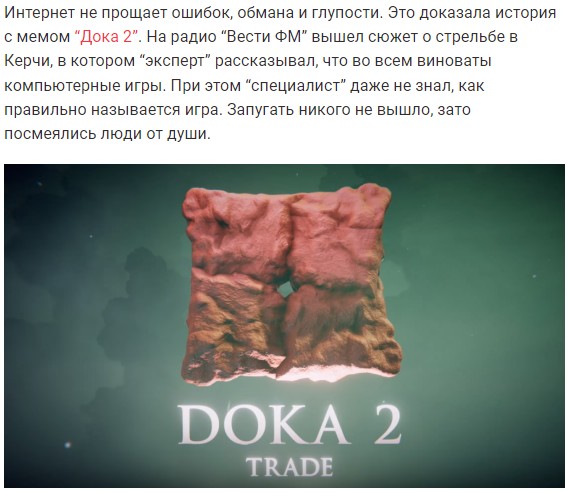 Интернет не прощает ошибок, обмана и глупости. Это доказала история
с мемом “Дока 2”. На радио “Вести ФМ” вышел сюжет о стрельбе в
Керчи, в котором “эксперт” рассказывал, что во всем виноваты
компьютерные игры. При этом “специалист” даже не знал, как
правильно называется игра. Запугать никого не вышло, зато
посмеялись люди от души.
DOKA 2
TRADE